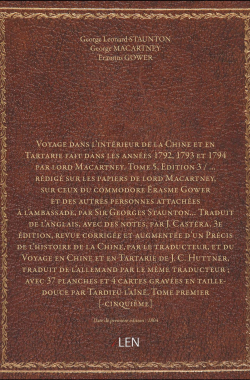 George Leonard STAUNTON
George MACARTNEY
Erasmus GOWER
Voyage dans l'intérieur de la Chine et en
Tartarie fait dans les années 1792, 1793 et 1794
par lord Macartney. Tome 5, Edition 3 / ...
rédigé sur les papiers de lord Macartney,
sur ceux du commodore Erasme Gower
et des autres personnes attachées
à l'ambassade, par Sir Georges Staunton... Traduit
de l'anglais, avec des notes, par J. Castéra. 3e
édition, revue corrigée et augmentée d'un Précis
de l'histoire de la Chine, par le traducteur, et du
Voyage en Chine et en Tartarie de J. C. Huttner,
traduit de l'allemand par le même traducteur ;
avec 37 planches et 4 cartes gravées en taille-
douce par Tardieu l'aîné. Tome premier
[-cinquième]
Date de première édition : 1804
LEN